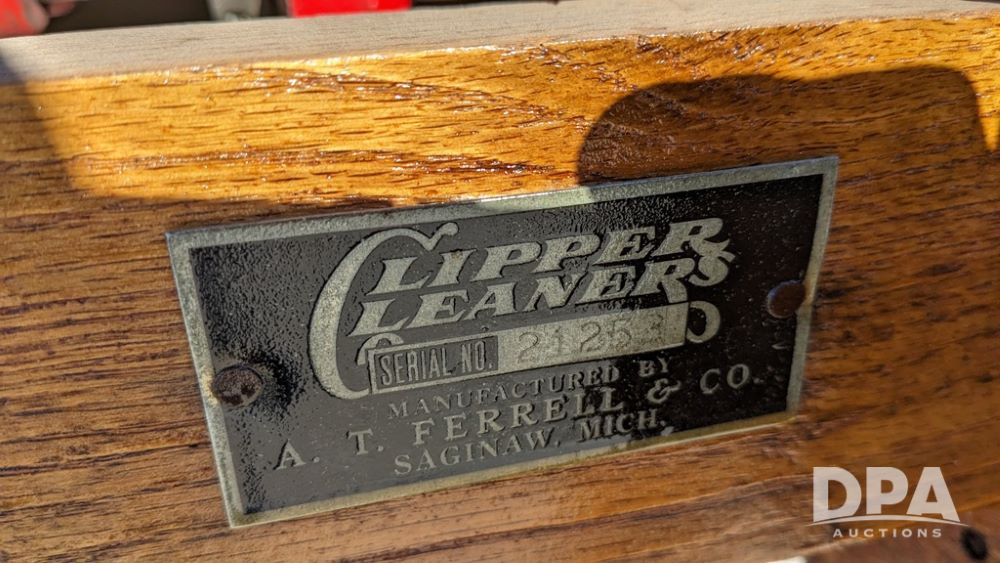 CLIPPER
CLEANERS
SERIAL NO. 21253
MANUFACTURED BY
A. T. FERRELL & CO.
SAGINAW, MICH.
DPA
AUCTIONS